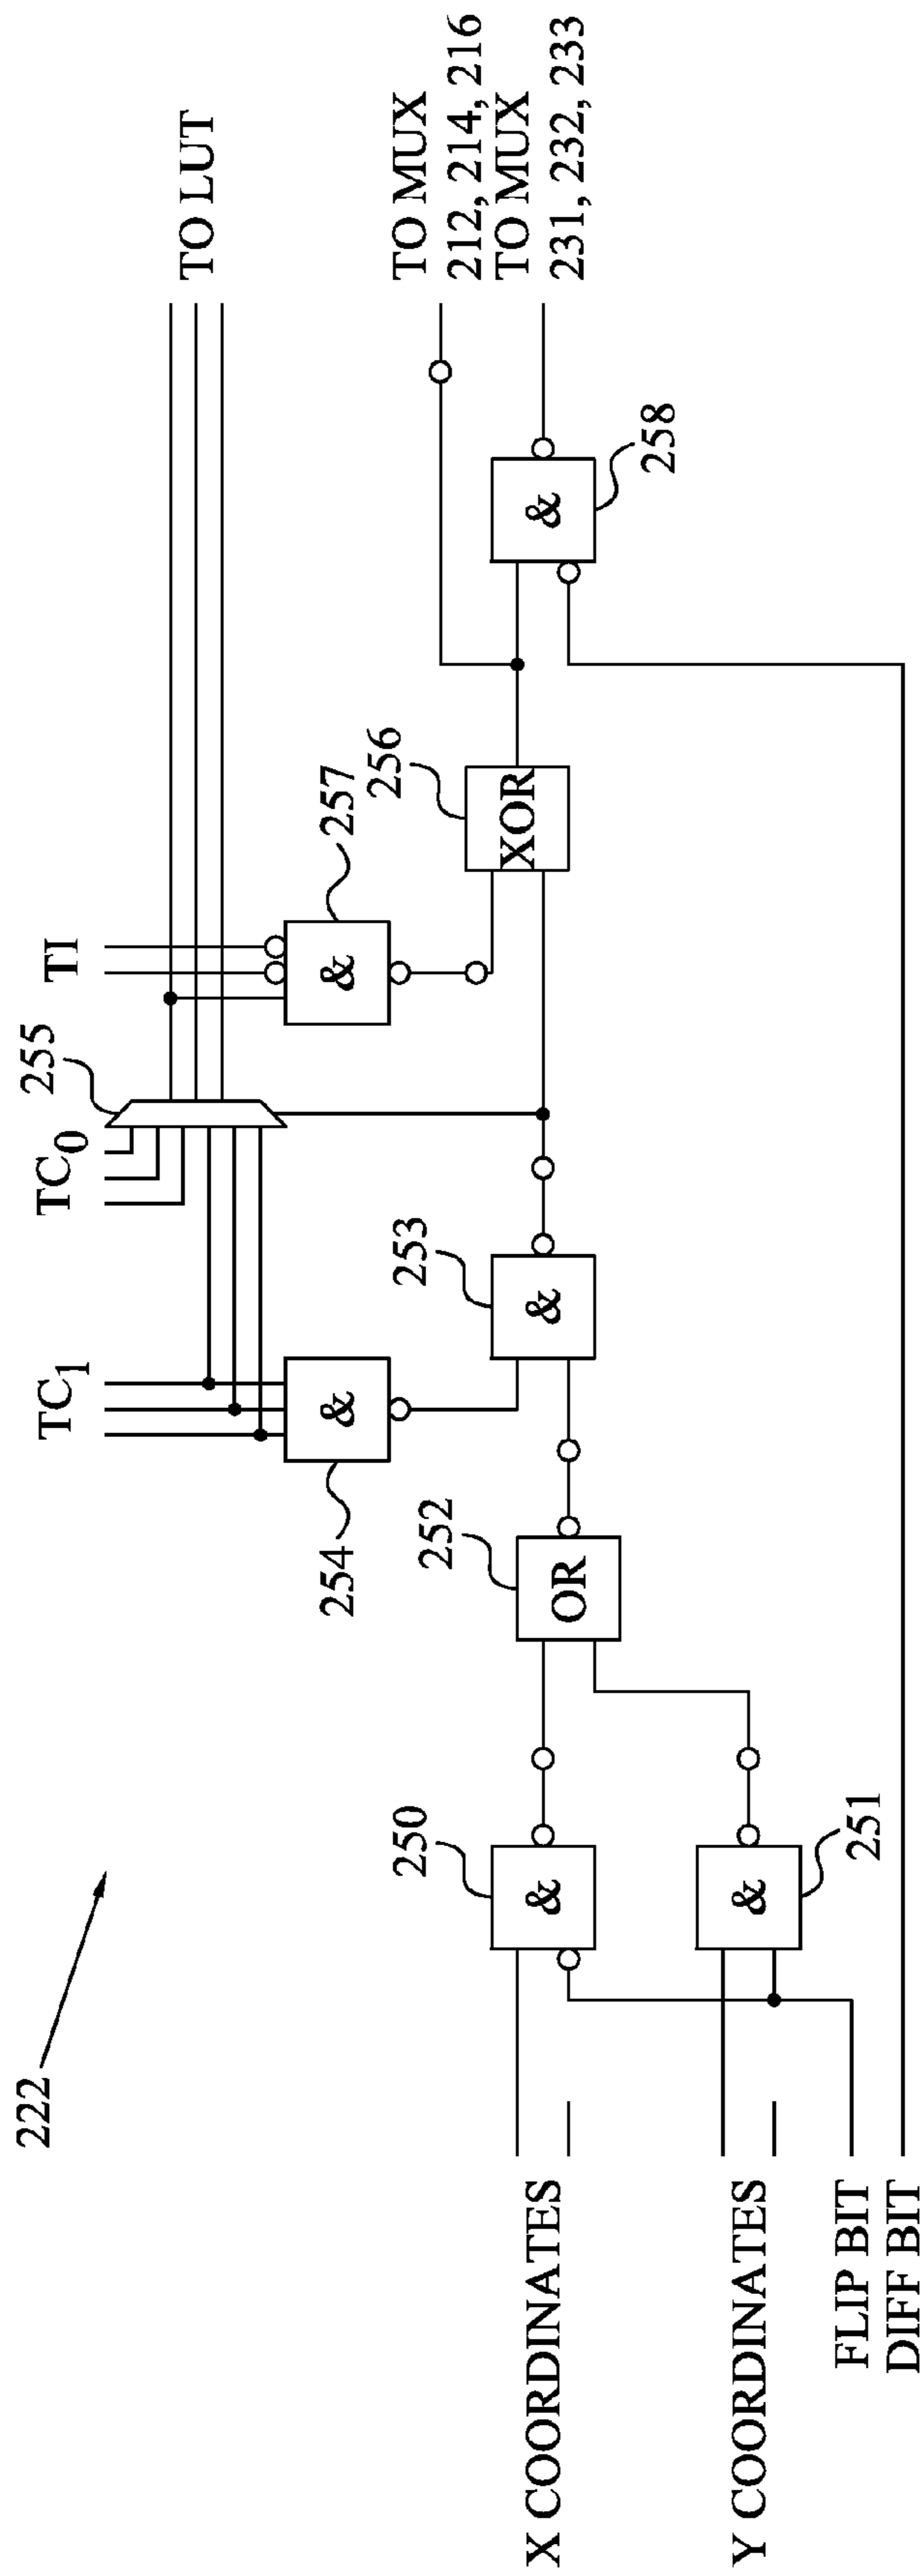 222
X COORDINATES
Y COORDINATES
FLIP BIT
DIFF BIT
250
&
251
&
252
OR
254
&
TC1
253
&
TC0
255
TI
257
&
256
XOR
258
&
TO LUT
TO MUX
212, 214, 216
TO MUX
231, 232, 233